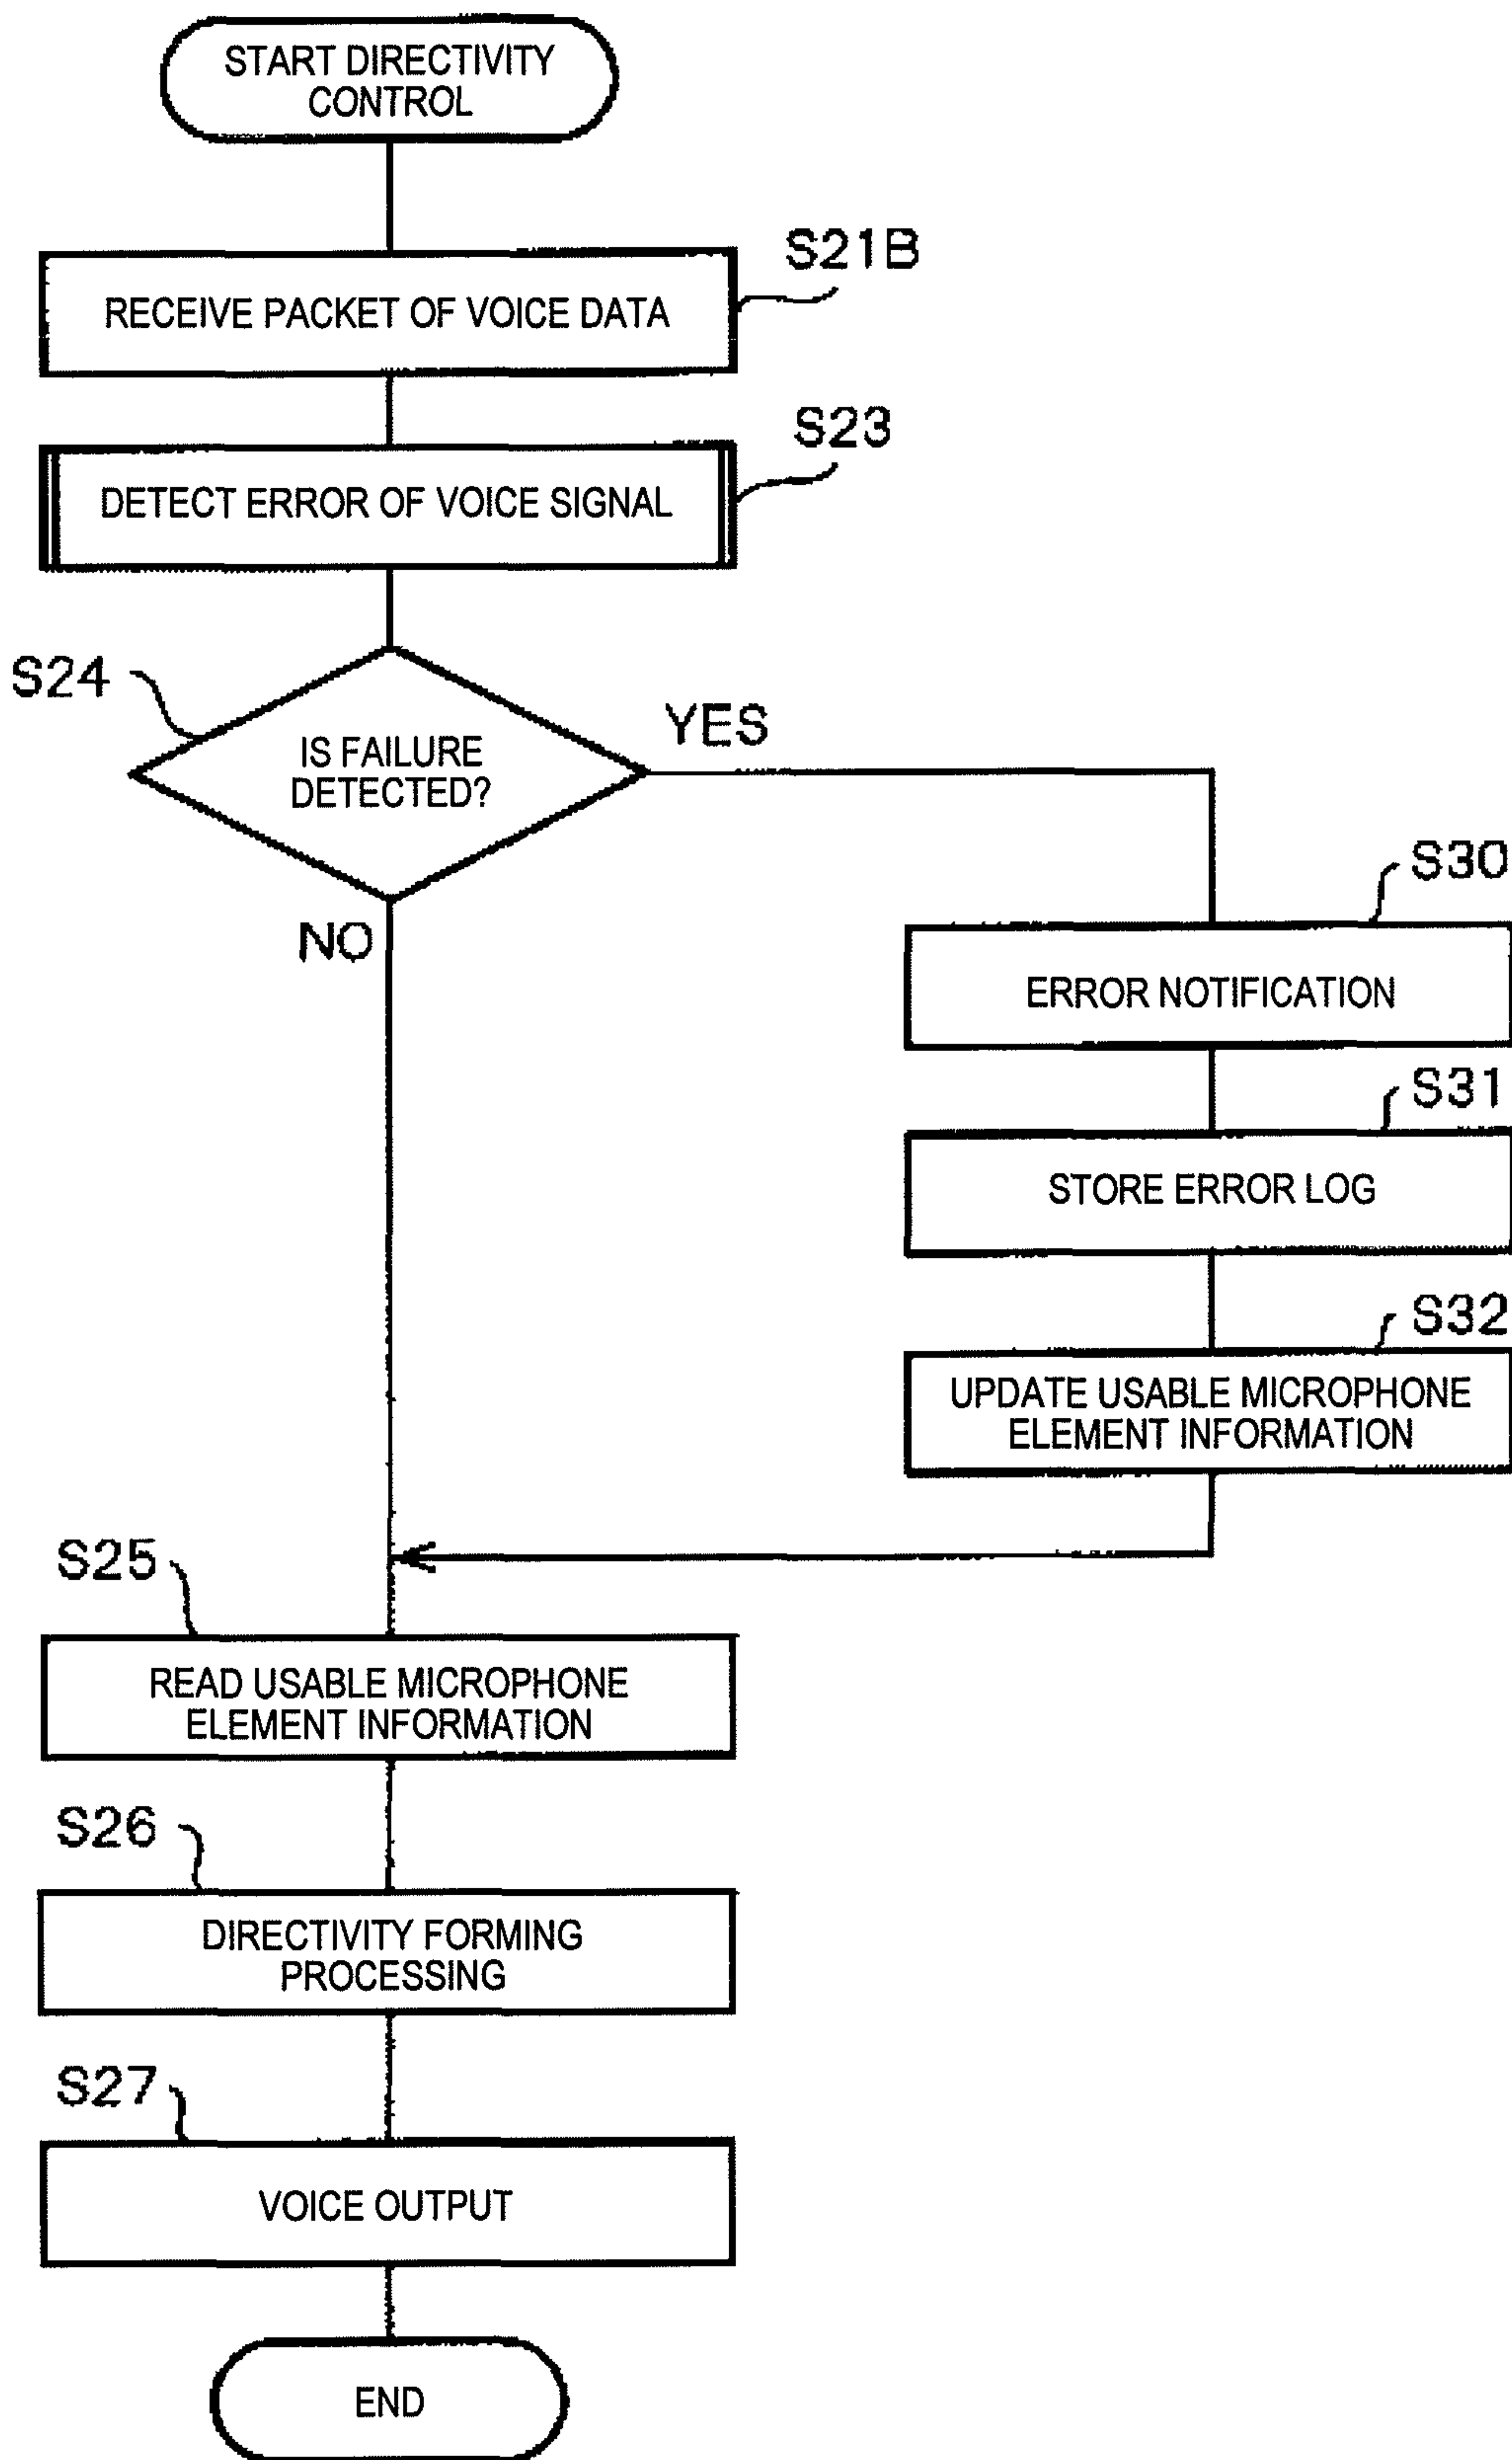 START DIRECTIVITY
CONTROL
S21B
RECEIVE PACKET OF VOICE DATA
S23
DETECT ERROR OF VOICE SIGNAL
S24
IS FAILURE
DETECTED?
YES
NO
S30
ERROR NOTIFICATION
S31
STORE ERROR LOG
S32
UPDATE USABLE MICROPHONE
ELEMENT INFORMATION
S25
READ USABLE MICROPHONE
ELEMENT INFORMATION
S26
DIRECTIVITY FORMING
PROCESSING
S27
VOICE OUTPUT
END